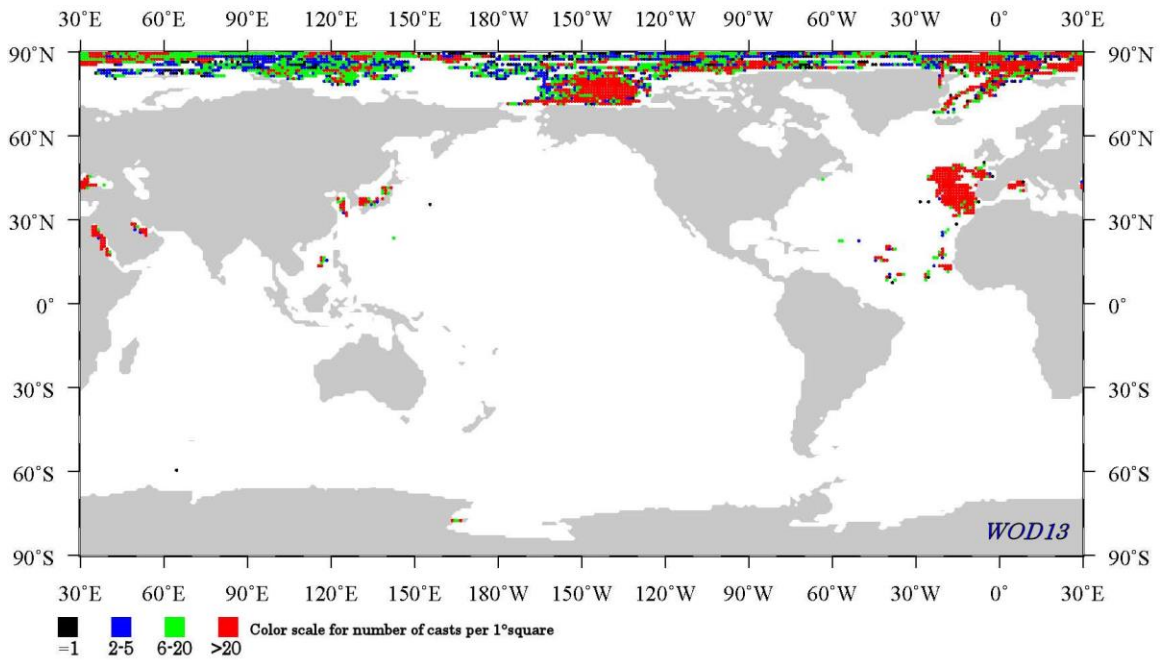 30˚E 60˚E 90˚E 120˚E 150˚E 180˚W 150˚W 120˚W 90˚W 60˚W 30˚W 0˚ 30˚E
90˚N 90˚N
60˚N 60˚N
30˚N 30˚N
0˚ 0˚
30˚S 30˚S
60˚S 60˚S
WOD13
90˚S 90˚S
30˚E 60˚E 90˚E 120˚E 150˚E 180˚W 150˚W 120˚W 90˚W 60˚W 30˚W 0˚ 30˚E
Color scale for number of casts per 1°square
=1 2-5 6-20 >20